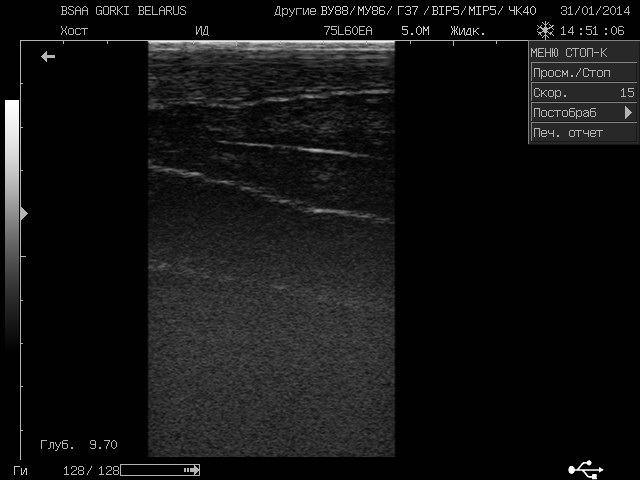 BSAA GORKI BELARUS Другие ВУ88/МУ86/ Г37 /BIP5/MIP5/ ЧК40 31/01/2014
Хост ИД 75L60EA 5.0M Жидк. 14:51:06
МЕНЮ СТОП-К
Просм./Стоп
Скор. 15
Постобраб
Печ. отчет
Глуб. 9.70
Ги 128/ 128